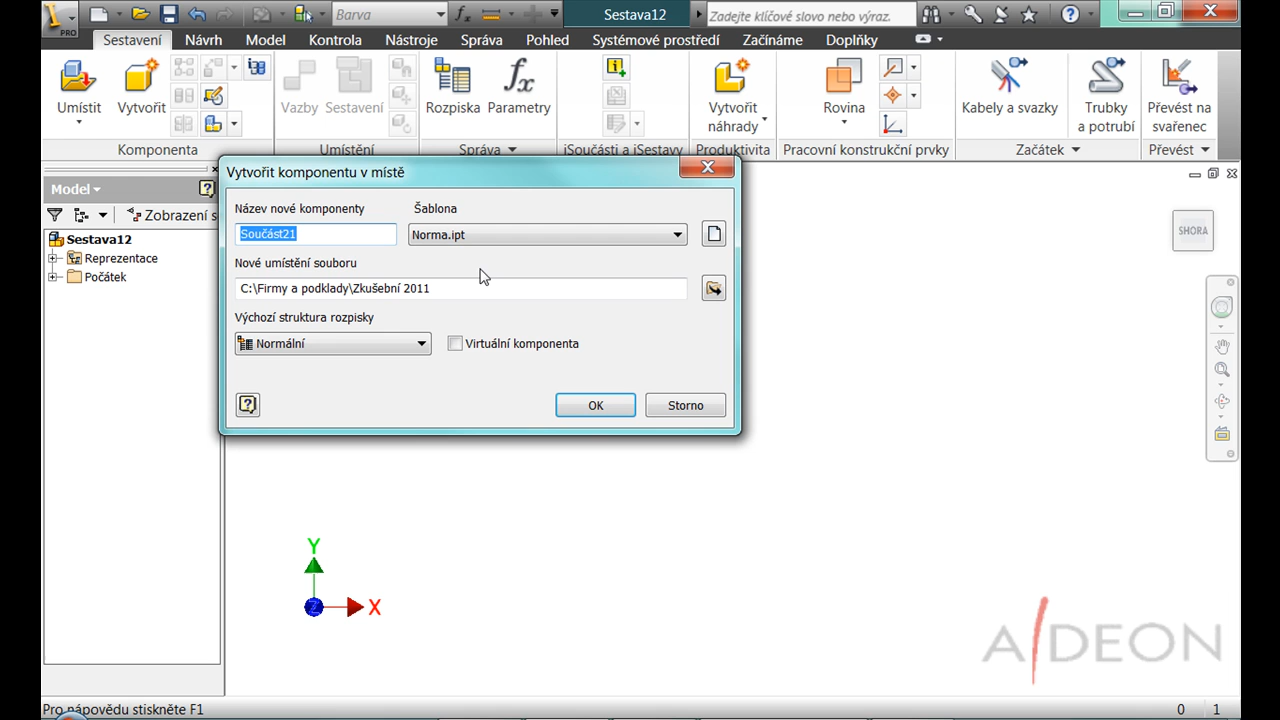 PRO
Barva
Sestava12
Zadejte klíčové slovo nebo výraz.
Sestavení Návrh Model Kontrola Nástroje Správa Pohled Systémové prostředí Začínáme Doplňky
Umístit
Vytvořit
Vazby
Sestavení
Rozpiska
Parametry
Vytvořit
náhrady
Rovina
Kabely a svazky
Trubky
a potrubí
Převést na
svařenec
Komponenta
Umístění
Správa
iSoučásti a iSestavy
Produktivita
Pracovní konstrukční prvky
Začátek
Převést
Model
Zobrazení s
Sestava12
Reprezentace
Počátek
Vytvořit komponentu v místě
Název nové komponenty
Šablona
Součást21
Norma.ipt
Nové umístění souboru
C:\Firmy a podklady\Zkušební 2011
Výchozí struktura rozpisky
Normální
Virtuální komponenta
OK
Storno
SHORA
Y
Z
X
A/DEON
Pro nápovědu stiskněte F1
0 1